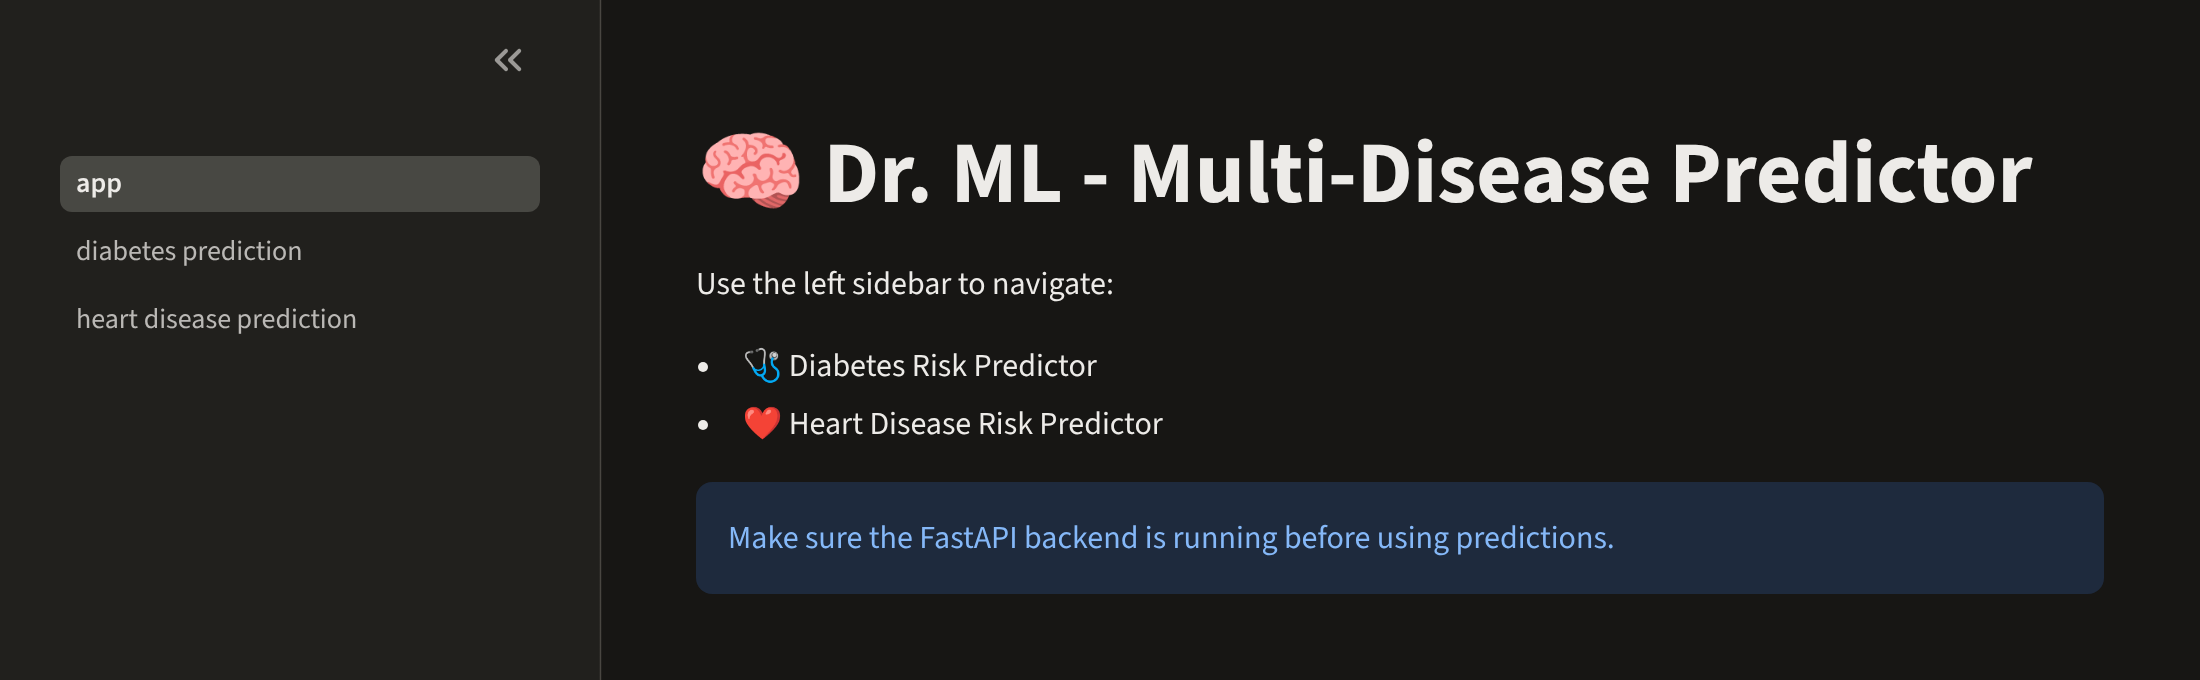 app
diabetes prediction
heart disease prediction
🧠 Dr. ML - Multi-Disease Predictor
Use the left sidebar to navigate:
• 🩺 Diabetes Risk Predictor
• ❤️ Heart Disease Risk Predictor
Make sure the FastAPI backend is running before using predictions.